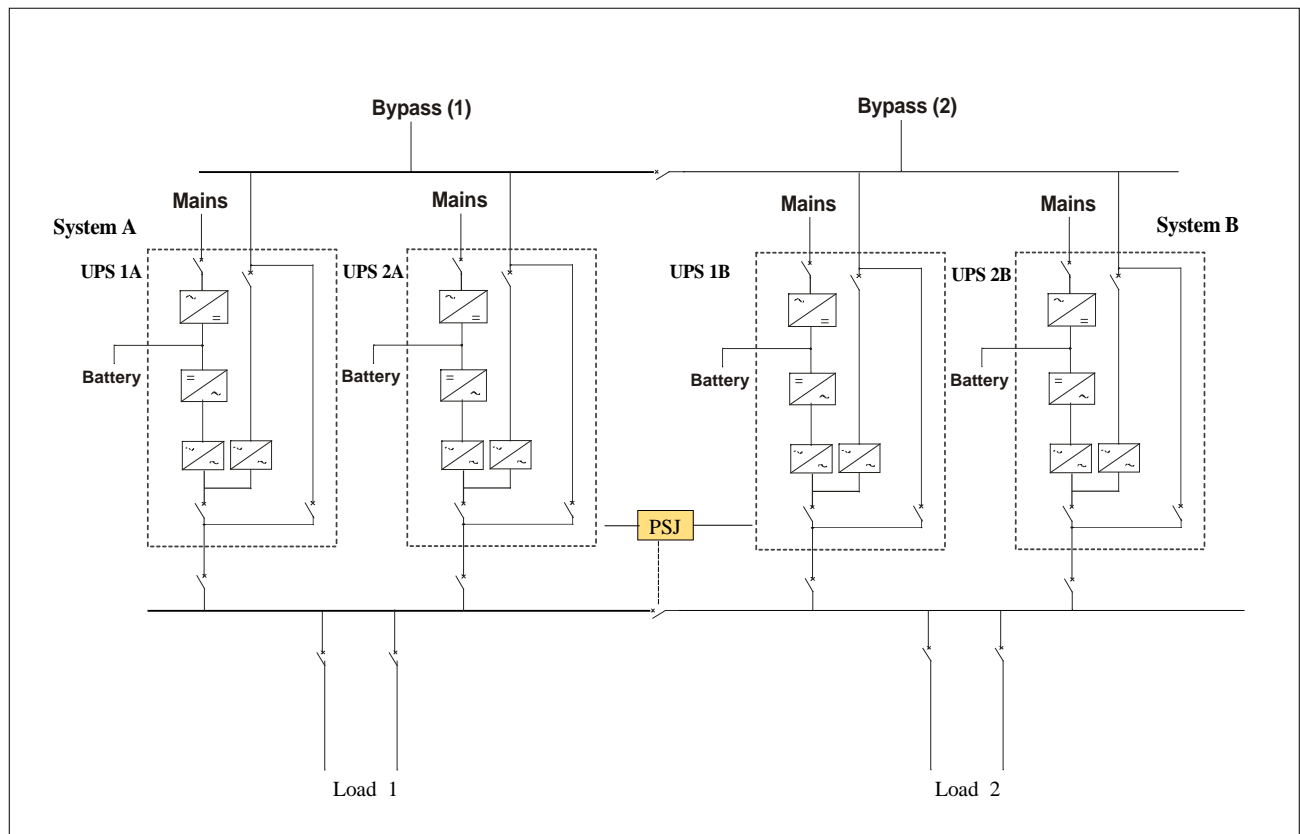 Bypass (1)
Bypass (2)
Mains
Mains
Mains
Mains
System A
System B
UPS 1A
UPS 2A
UPS 1B
UPS 2B
Battery
Battery
Battery
Battery
PSJ
Load 1
Load 2